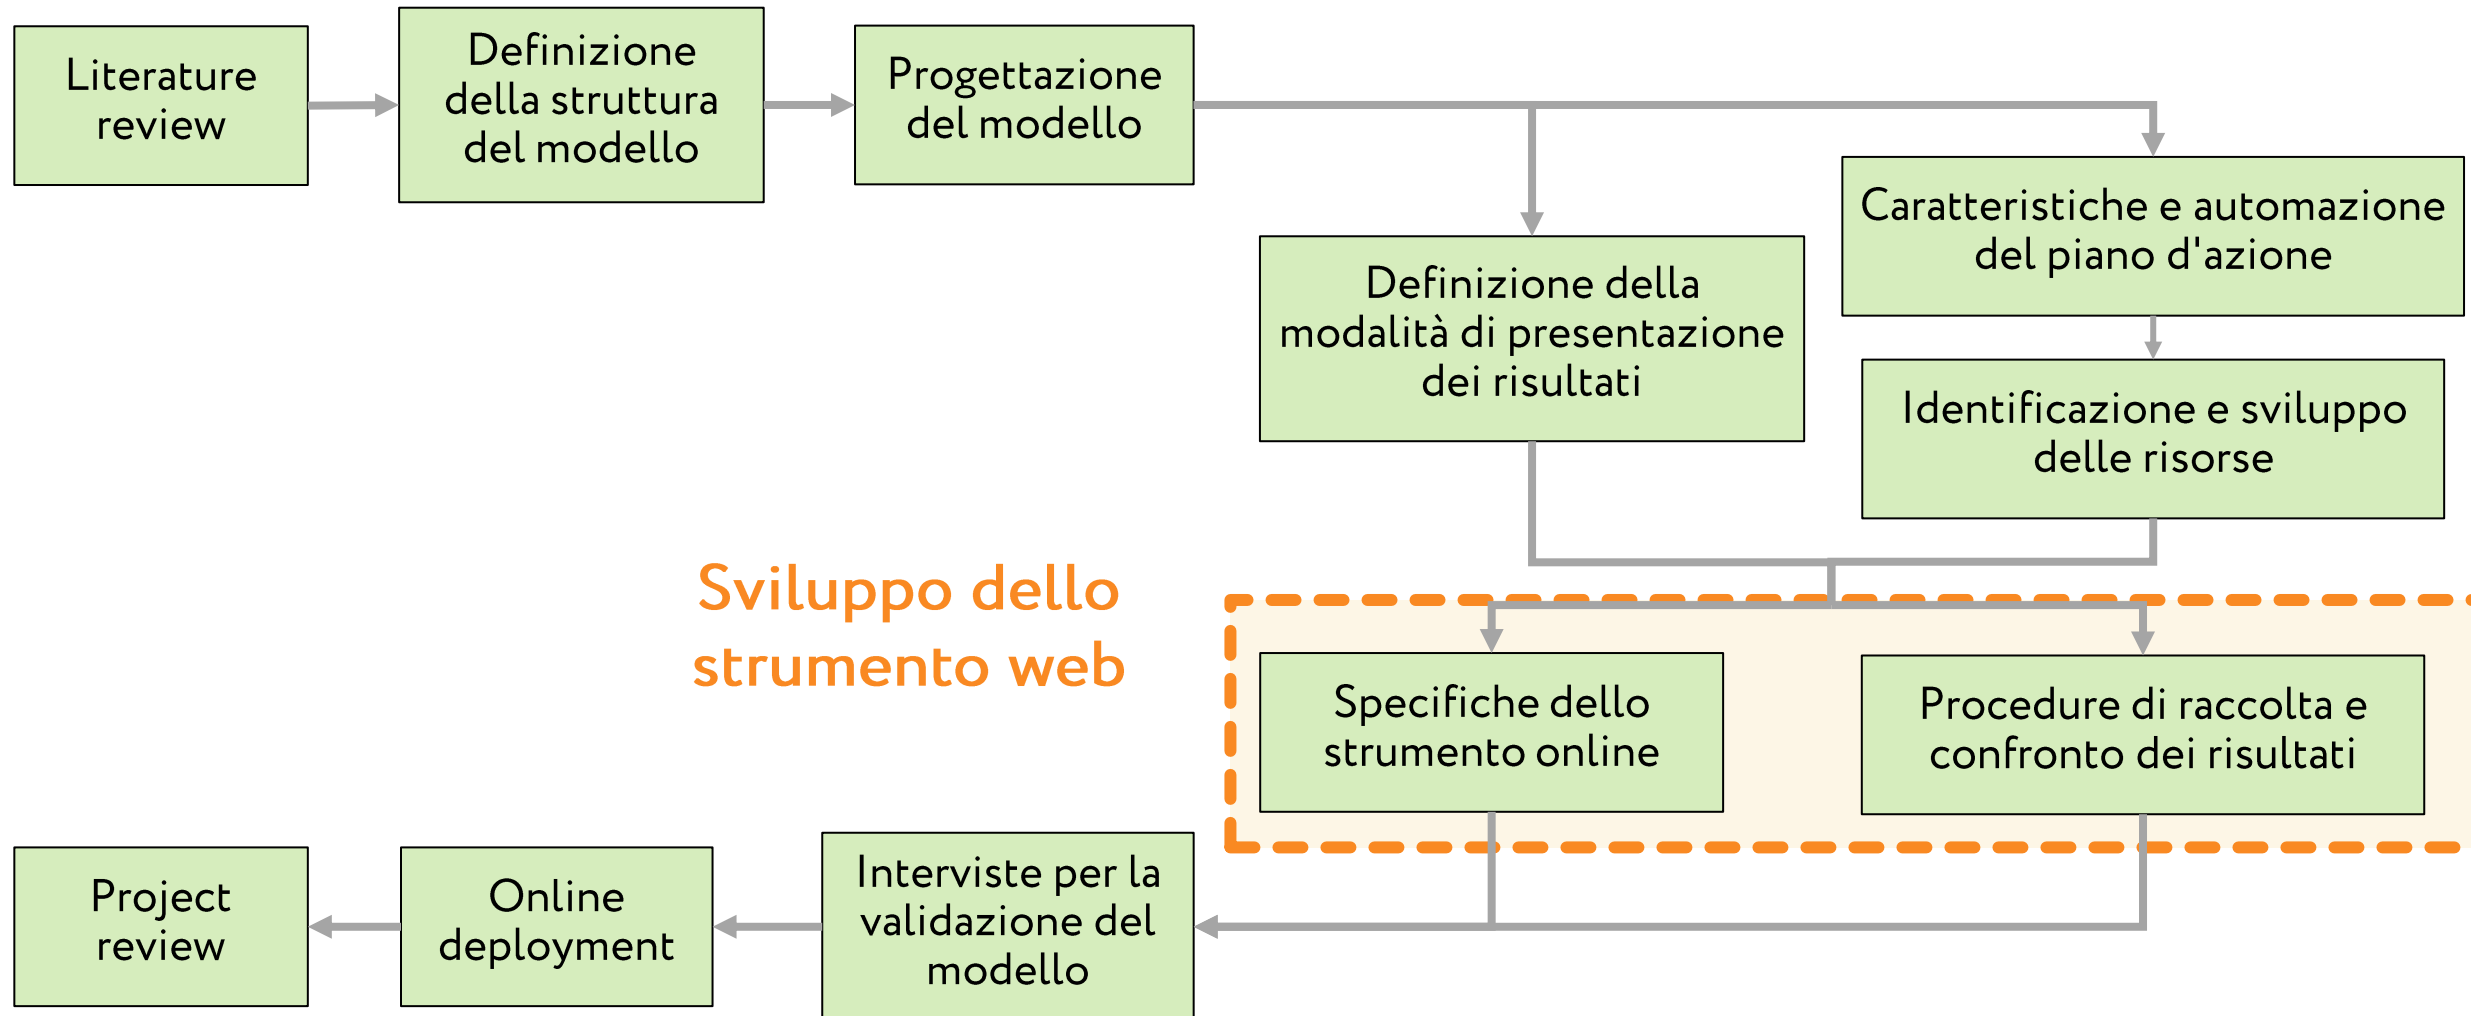 Literature
review
Definizione
della struttura
del modello
Progettazione
del modello
Caratteristiche e automazione
del piano d'azione
Definizione della
modalità di presentazione
dei risultati
Identificazione e sviluppo
delle risorse
Sviluppo dello
strumento web
Specifiche dello
strumento online
Procedure di raccolta e
confronto dei risultati
Interviste per la
validazione del
modello
Online
deployment
Project
review